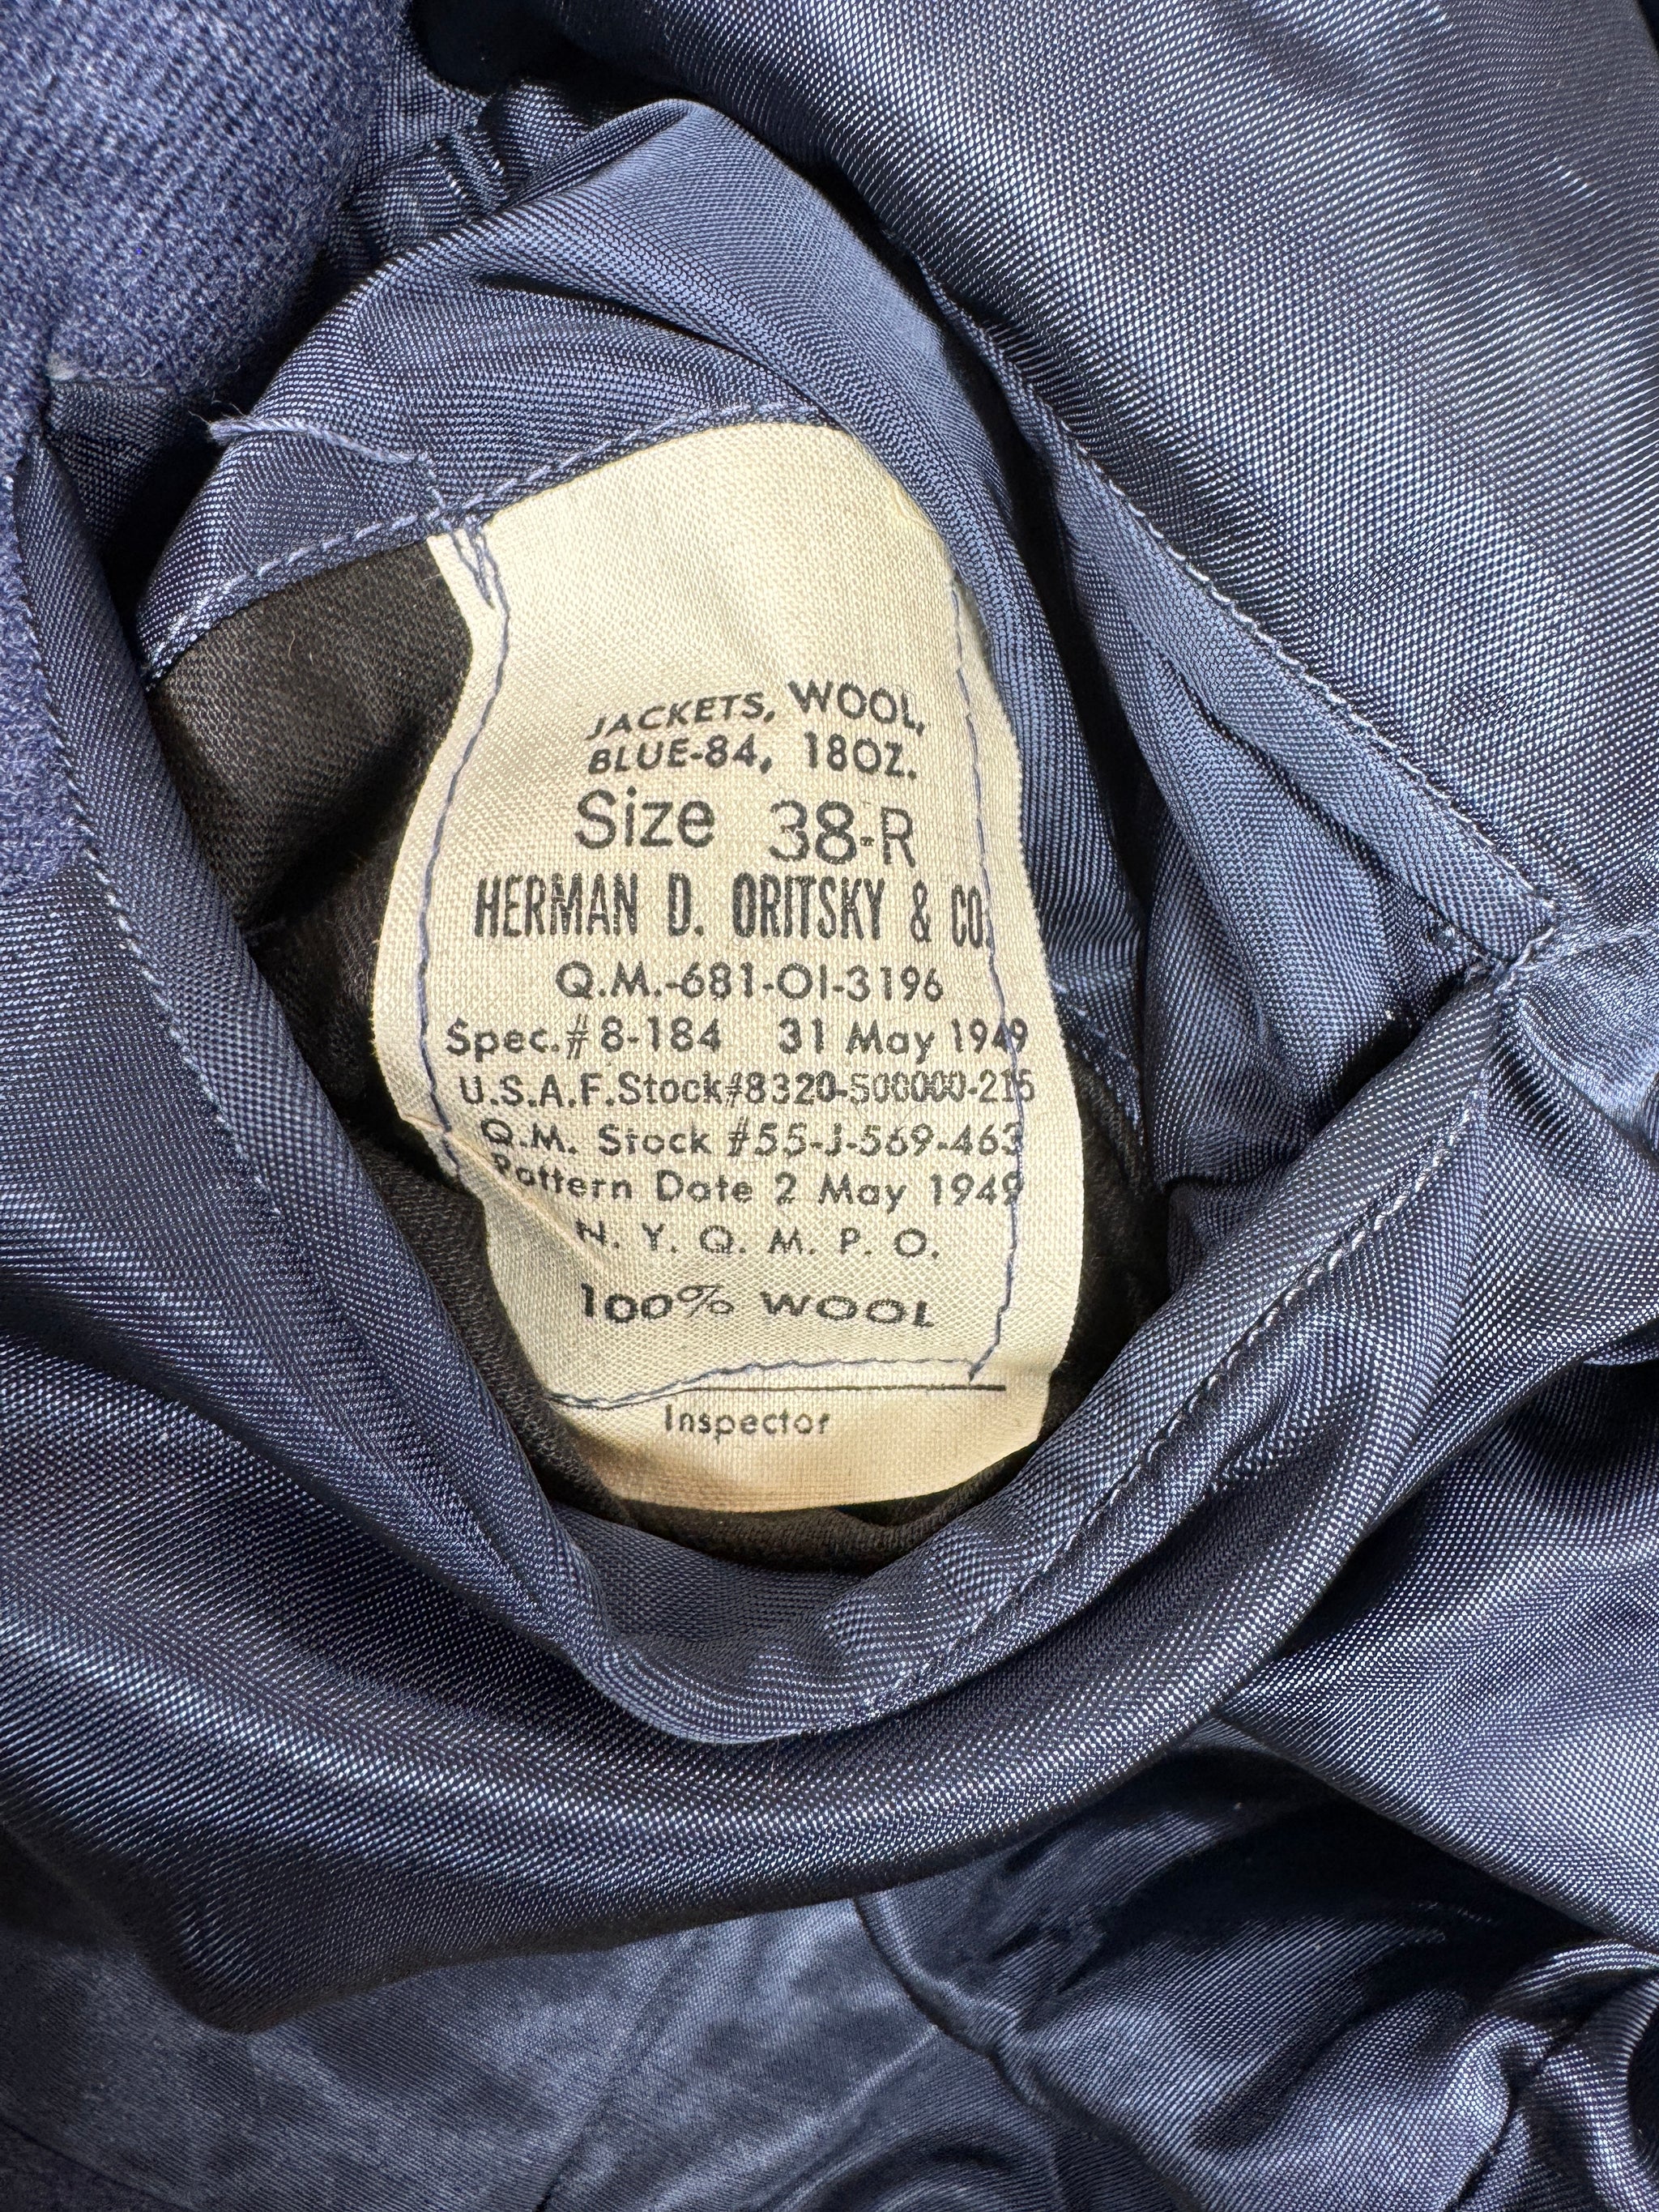 JACKETS, WOOL,
BLUE-84, 18OZ.
Size 38-R
HERMAN D. ORITSKY & CO.
Q.M.-681-OI-3196
Spec.#8-184 31 May 1949
U.S.A.F.Stock#8320-500000-215
Q.M. Stock #55-J-569-463
Pattern Date 2 May 1949
N. Y. Q. M. P. O.
100% WOOL
Inspector